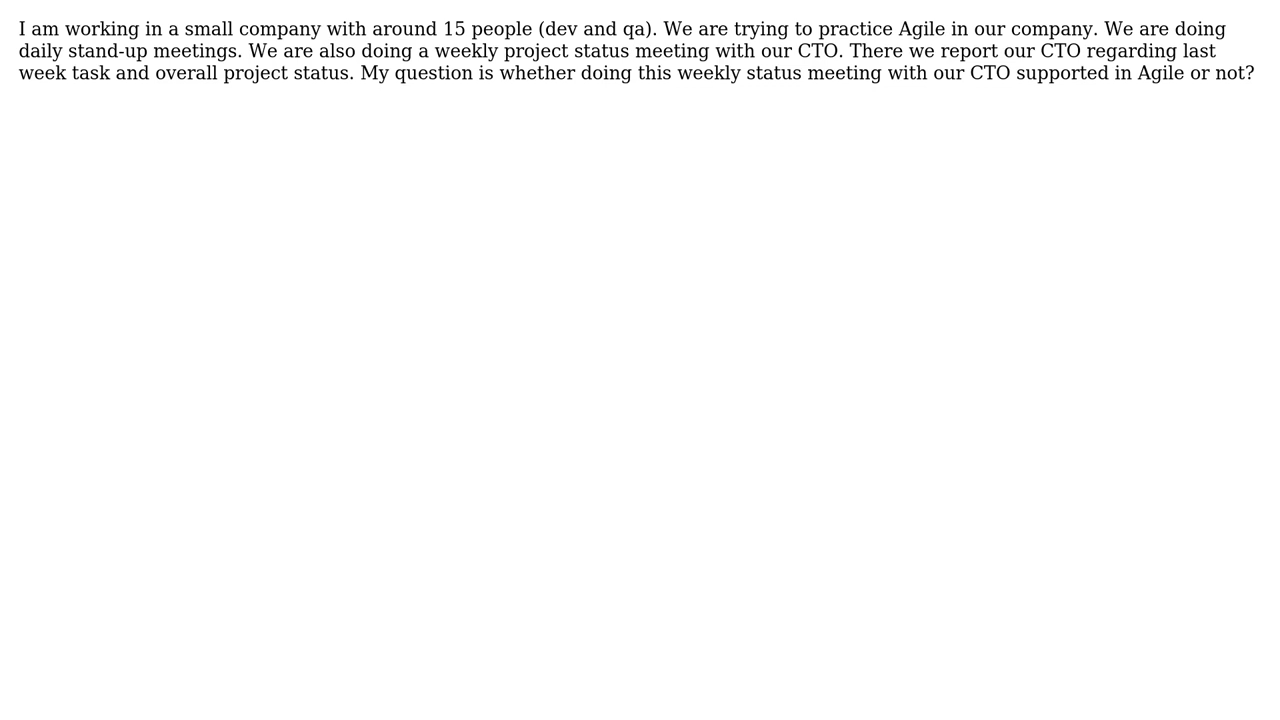 I am working in a small company with around 15 people (dev and qa). We are trying to practice Agile in our company. We are doing
daily stand-up meetings. We are also doing a weekly project status meeting with our CTO. There we report our CTO regarding last
week task and overall project status. My question is whether doing this weekly status meeting with our CTO supported in Agile or not?